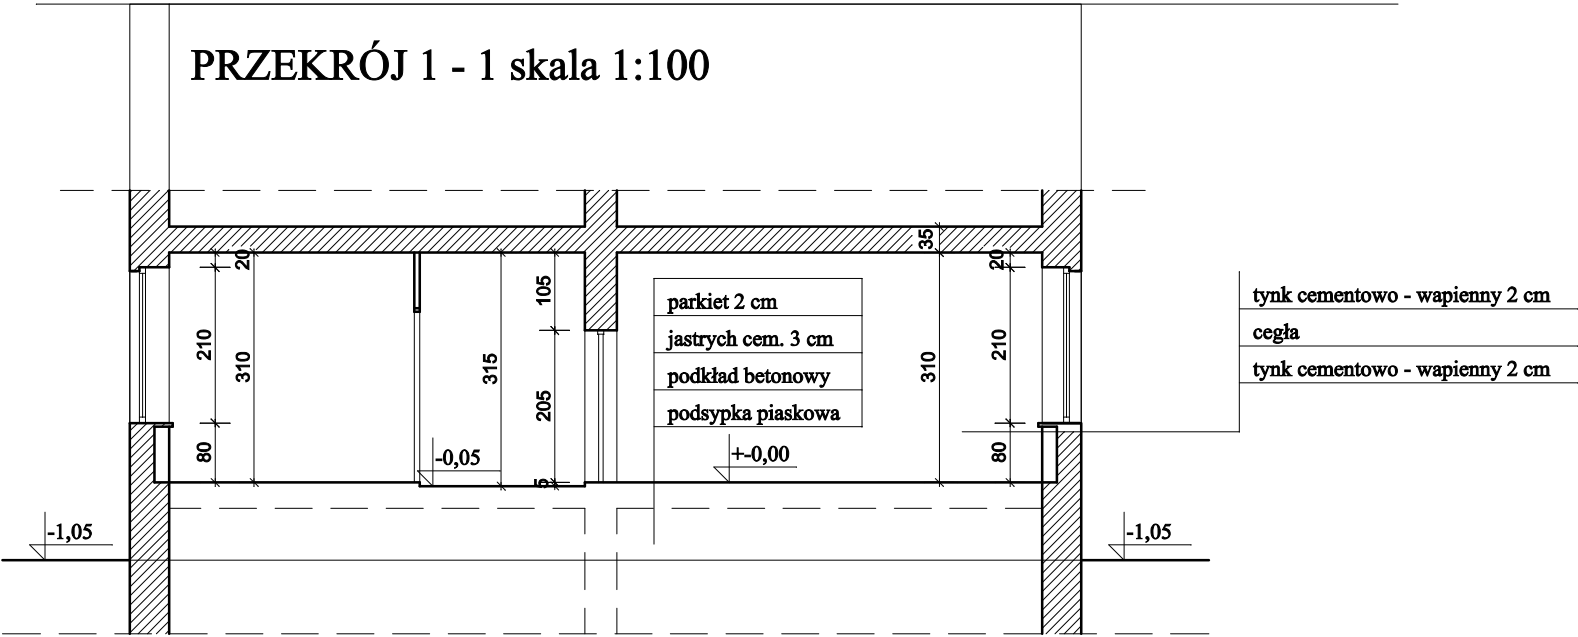 PRZEKRÓJ 1 - 1 skala 1:100
35
20
20
105
210
310
315
205
310
210
80
80
5
parkiet 2 cm
jastrych cem. 3 cm
podkład betonowy
podsypka piaskowa
tynk cementowo - wapienny 2 cm
cegła
tynk cementowo - wapienny 2 cm
-0,05
+-0,00
-1,05
-1,05